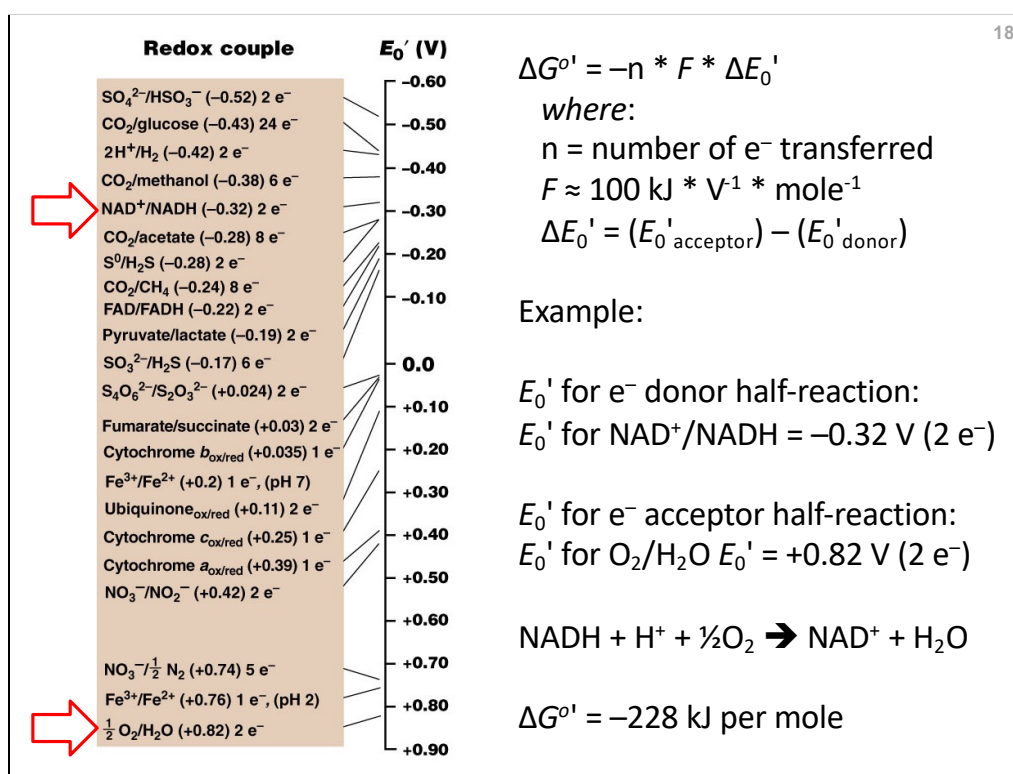 18
Redox couple
E₀′ (V)
SO₄²⁻/HSO₃⁻ (−0.52) 2 e⁻
CO₂/glucose (−0.43) 24 e⁻
2H⁺/H₂ (−0.42) 2 e⁻
CO₂/methanol (−0.38) 6 e⁻
NAD⁺/NADH (−0.32) 2 e⁻
CO₂/acetate (−0.28) 8 e⁻
S⁰/H₂S (−0.28) 2 e⁻
CO₂/CH₄ (−0.24) 8 e⁻
FAD/FADH (−0.22) 2 e⁻
Pyruvate/lactate (−0.19) 2 e⁻
SO₃²⁻/H₂S (−0.17) 6 e⁻
S₄O₆²⁻/S₂O₃²⁻ (+0.024) 2 e⁻
Fumarate/succinate (+0.03) 2 e⁻
Cytochrome b ox/red (+0.035) 1 e⁻
Fe³⁺/Fe²⁺ (+0.2) 1 e⁻, (pH 7)
Ubiquinone ox/red (+0.11) 2 e⁻
Cytochrome c ox/red (+0.25) 1 e⁻
Cytochrome a ox/red (+0.39) 1 e⁻
NO₃⁻/NO₂⁻ (+0.42) 2 e⁻
NO₃⁻/½ N₂ (+0.74) 5 e⁻
Fe³⁺/Fe²⁺ (+0.76) 1 e⁻, (pH 2)
½ O₂/H₂O (+0.82) 2 e⁻
−0.60
−0.50
−0.40
−0.30
−0.20
−0.10
0.0
+0.10
+0.20
+0.30
+0.40
+0.50
+0.60
+0.70
+0.80
+0.90
ΔG°' = –n * F * ΔE₀'
where:
n = number of e⁻ transferred
F ≈ 100 kJ * V⁻¹ * mole⁻¹
ΔE₀' = (E₀'acceptor) – (E₀'donor)
Example:
E₀' for e⁻ donor half-reaction:
E₀' for NAD⁺/NADH = –0.32 V (2 e⁻)
E₀' for e⁻ acceptor half-reaction:
E₀' for O₂/H₂O E₀' = +0.82 V (2 e⁻)
NADH + H⁺ + ½O₂ ➔ NAD⁺ + H₂O
ΔG°' = –228 kJ per mole